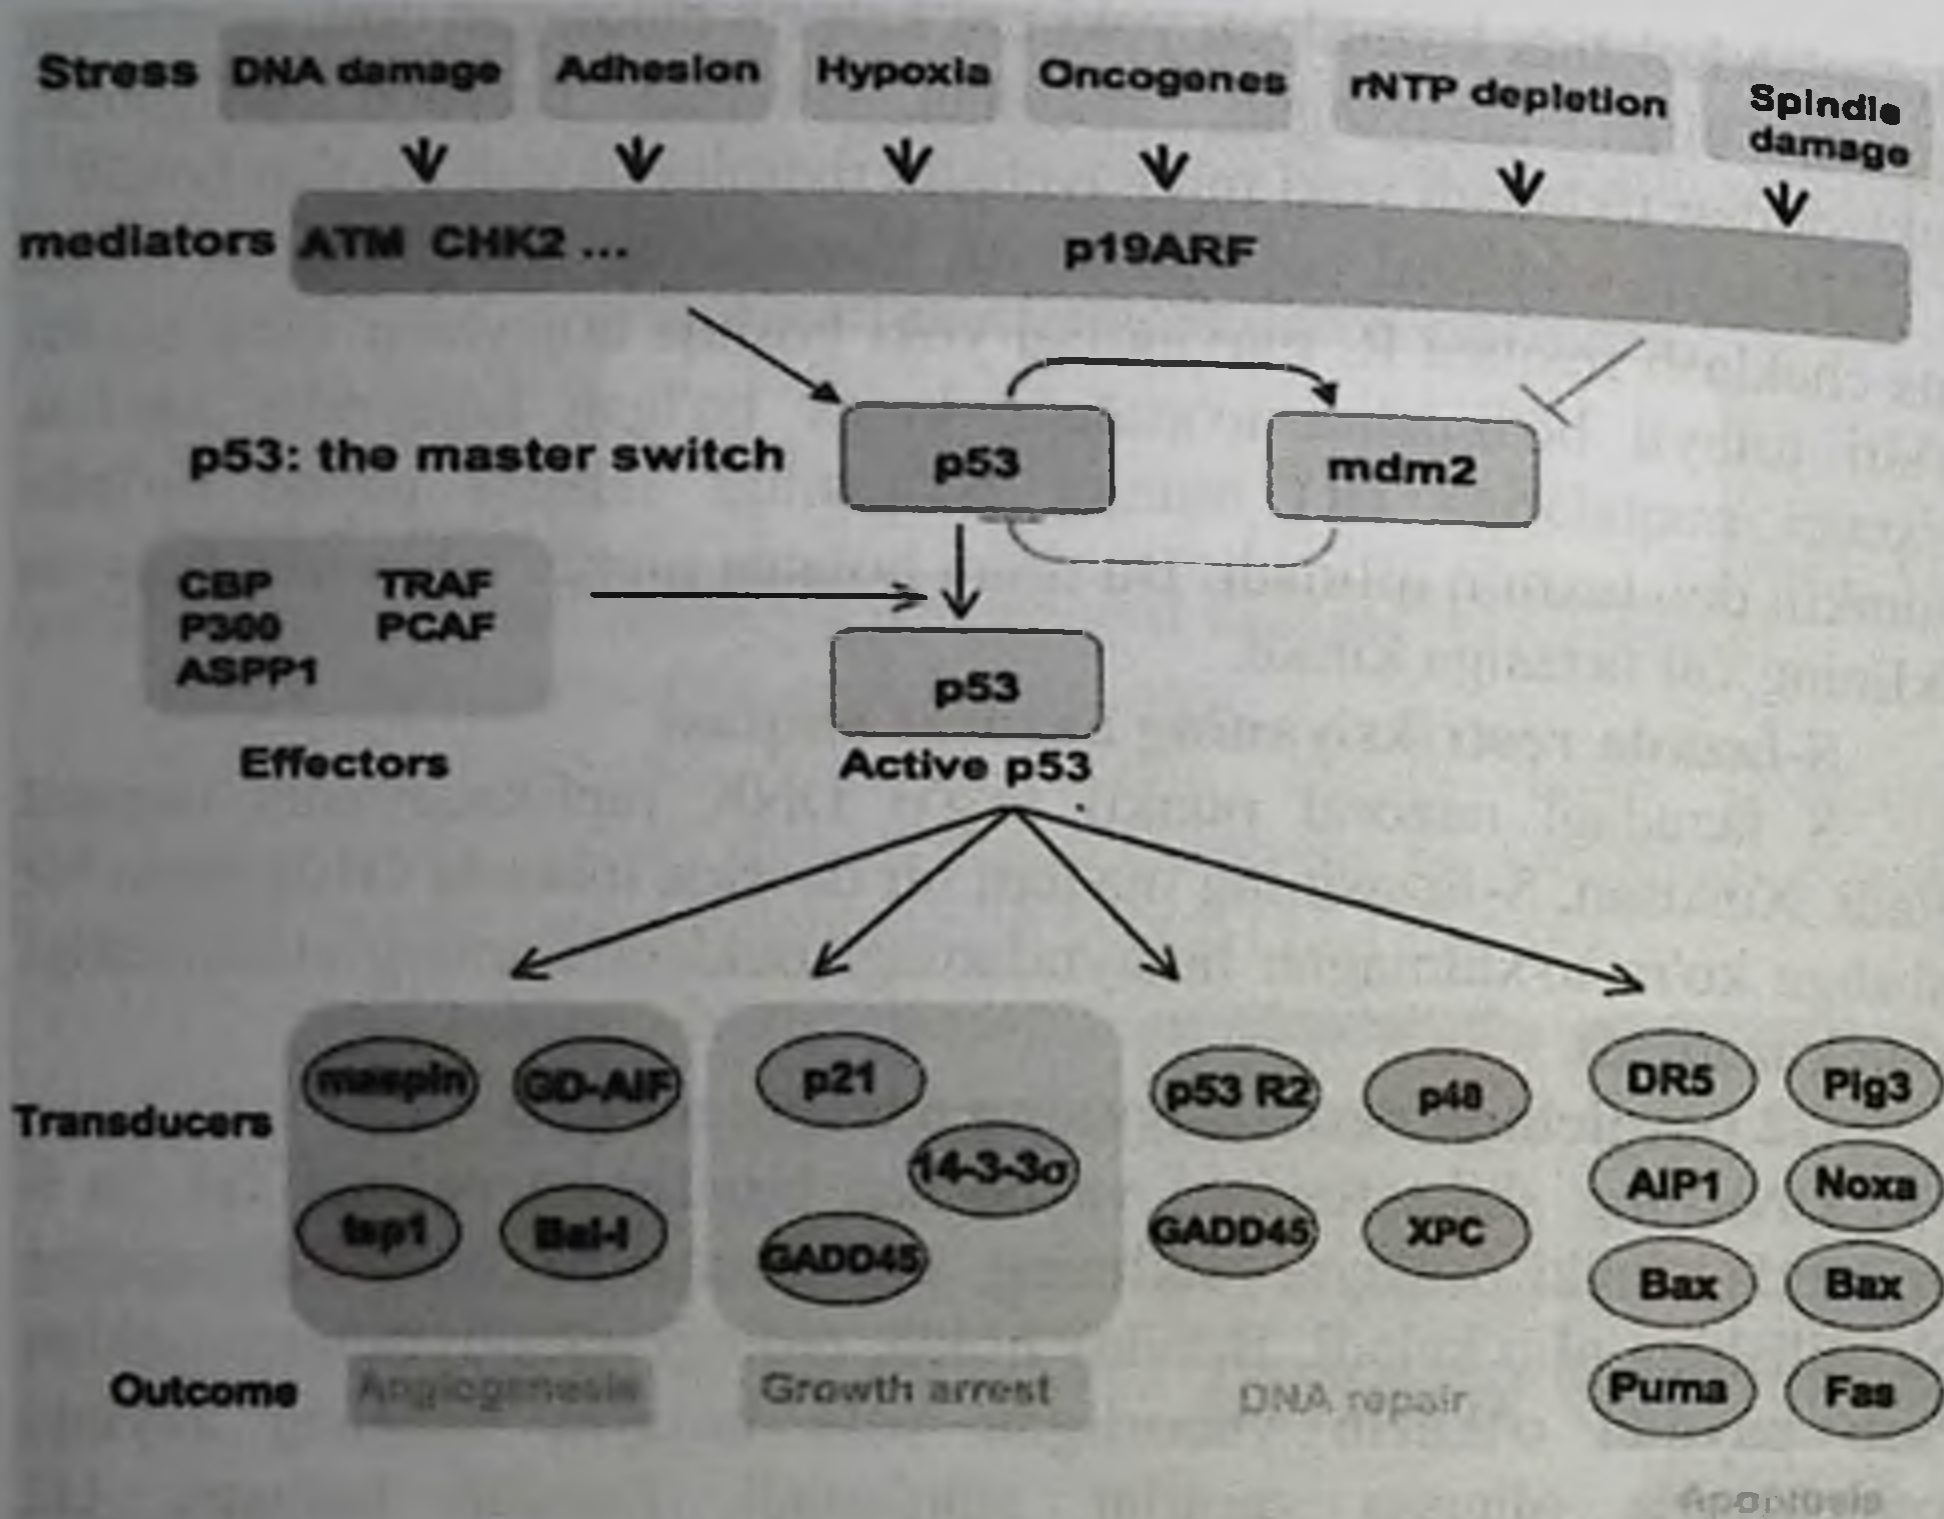 Stress DNA damage Adhesion Hypoxia Oncogenes rNTP depletion Spindle
damage
mediators ATM CHK2 ... p19ARF
p53: the master switch p53 mdm2
CBP TRAF
P300 PCAF
ASPP1
p53
Effectors Active p53
maspin GD-AIF p21 p53 R2 p48 DR5 Pig3
Transducers 14-3-3σ AIP1 Noxa
tsp1 Bai-I GADD45 GADD45 XPC Bax Bax
Outcome Angiogenesis Growth arrest DNA repair Puma Fas
Apoptosis